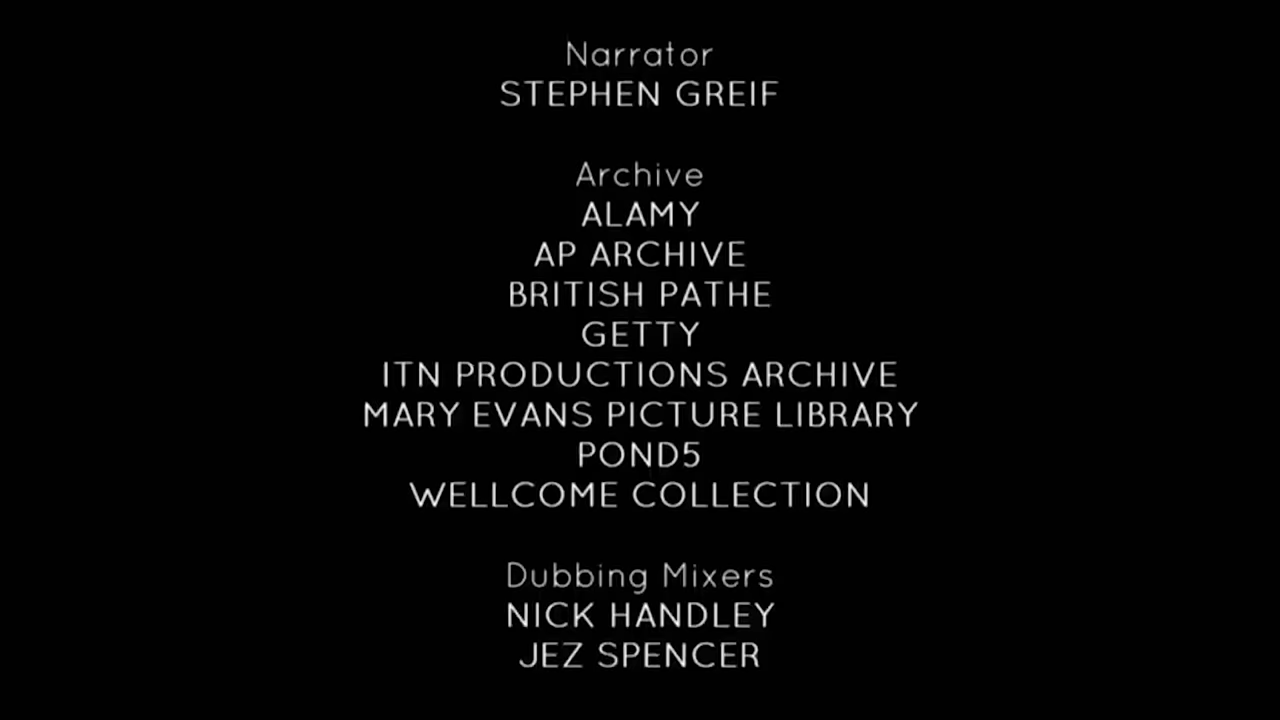 Narrator
STEPHEN GREIF
Archive
ALAMY
AP ARCHIVE
BRITISH PATHE
GETTY
ITN PRODUCTIONS ARCHIVE
MARY EVANS PICTURE LIBRARY
POND5
WELLCOME COLLECTION
Dubbing Mixers
NICK HANDLEY
JEZ SPENCER